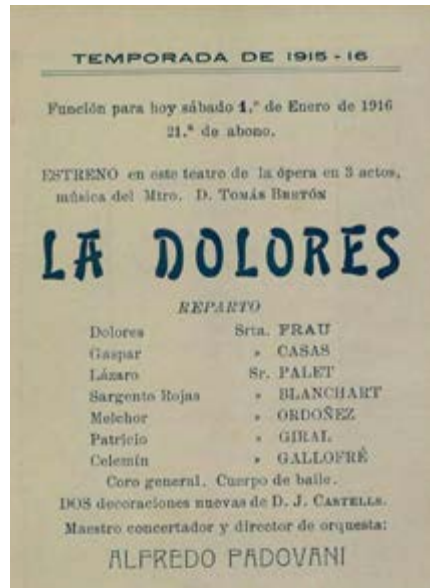 TEMPORADA DE 1915-16
Función para hoy sábado 1.º de Enero de 1916
21.ª de abono.
ESTRENO en este teatro de la ópera en 3 actos,
música del Mtro. D. Tomás Bretón
LA DOLORES
REPARTO
Dolores Srta. FRAU
Gaspar » CASAS
Lázaro Sr. PALET
Sargento Rojas » BLANCHART
Melchor » ORDOÑEZ
Patricio » GIRAL
Celemín » GALLOFRÉ
Coro general. Cuerpo de baile.
DOS decoraciones nuevas de D. J. Castells.
Maestro concertador y director de orquesta:
ALFREDO PADOVANI